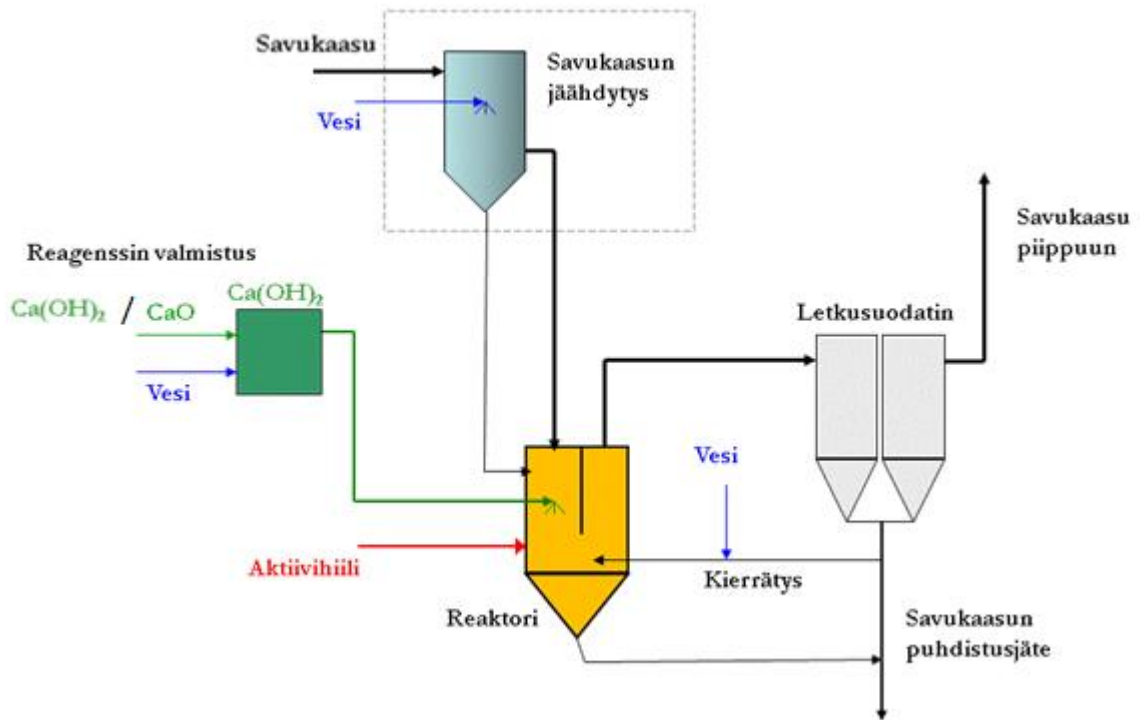 Savukaasu
Savukaasun
jäähdytys
Vesi
Savukaasu
piippuun
Reagenssin valmistus
Ca(OH)₂ / CaO
Ca(OH)₂
Vesi
Letkusuodatin
Vesi
Aktiivihiili
Kierrätys
Reaktori
Savukaasun
puhdistusjäte